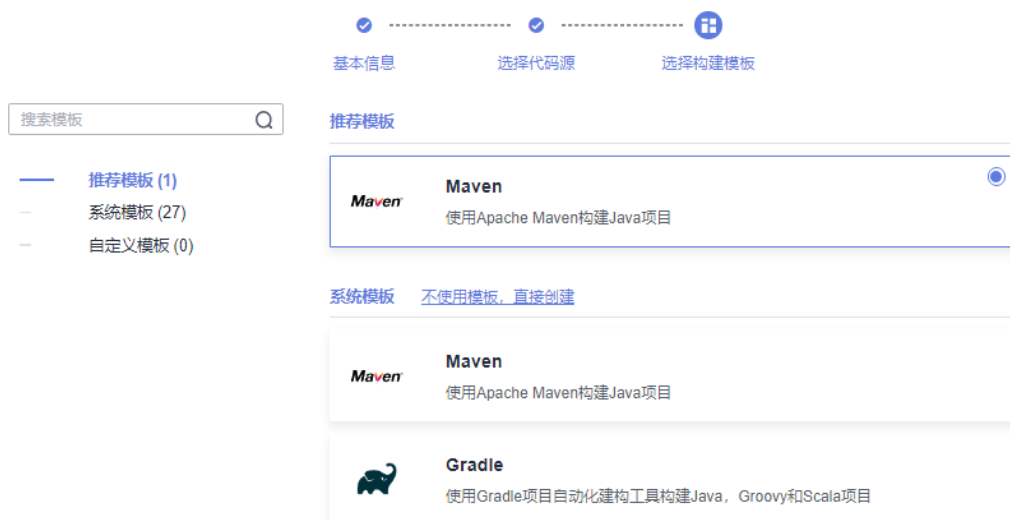 基本信息
选择代码源
选择构建模板
搜索模板
推荐模板 (1)
系统模板 (27)
自定义模板 (0)
推荐模板
Maven
Maven
使用Apache Maven构建Java项目
系统模板 不使用模板，直接创建
Maven
Maven
使用Apache Maven构建Java项目
Gradle
使用Gradle项目自动化建构工具构建Java，Groovy和Scala项目